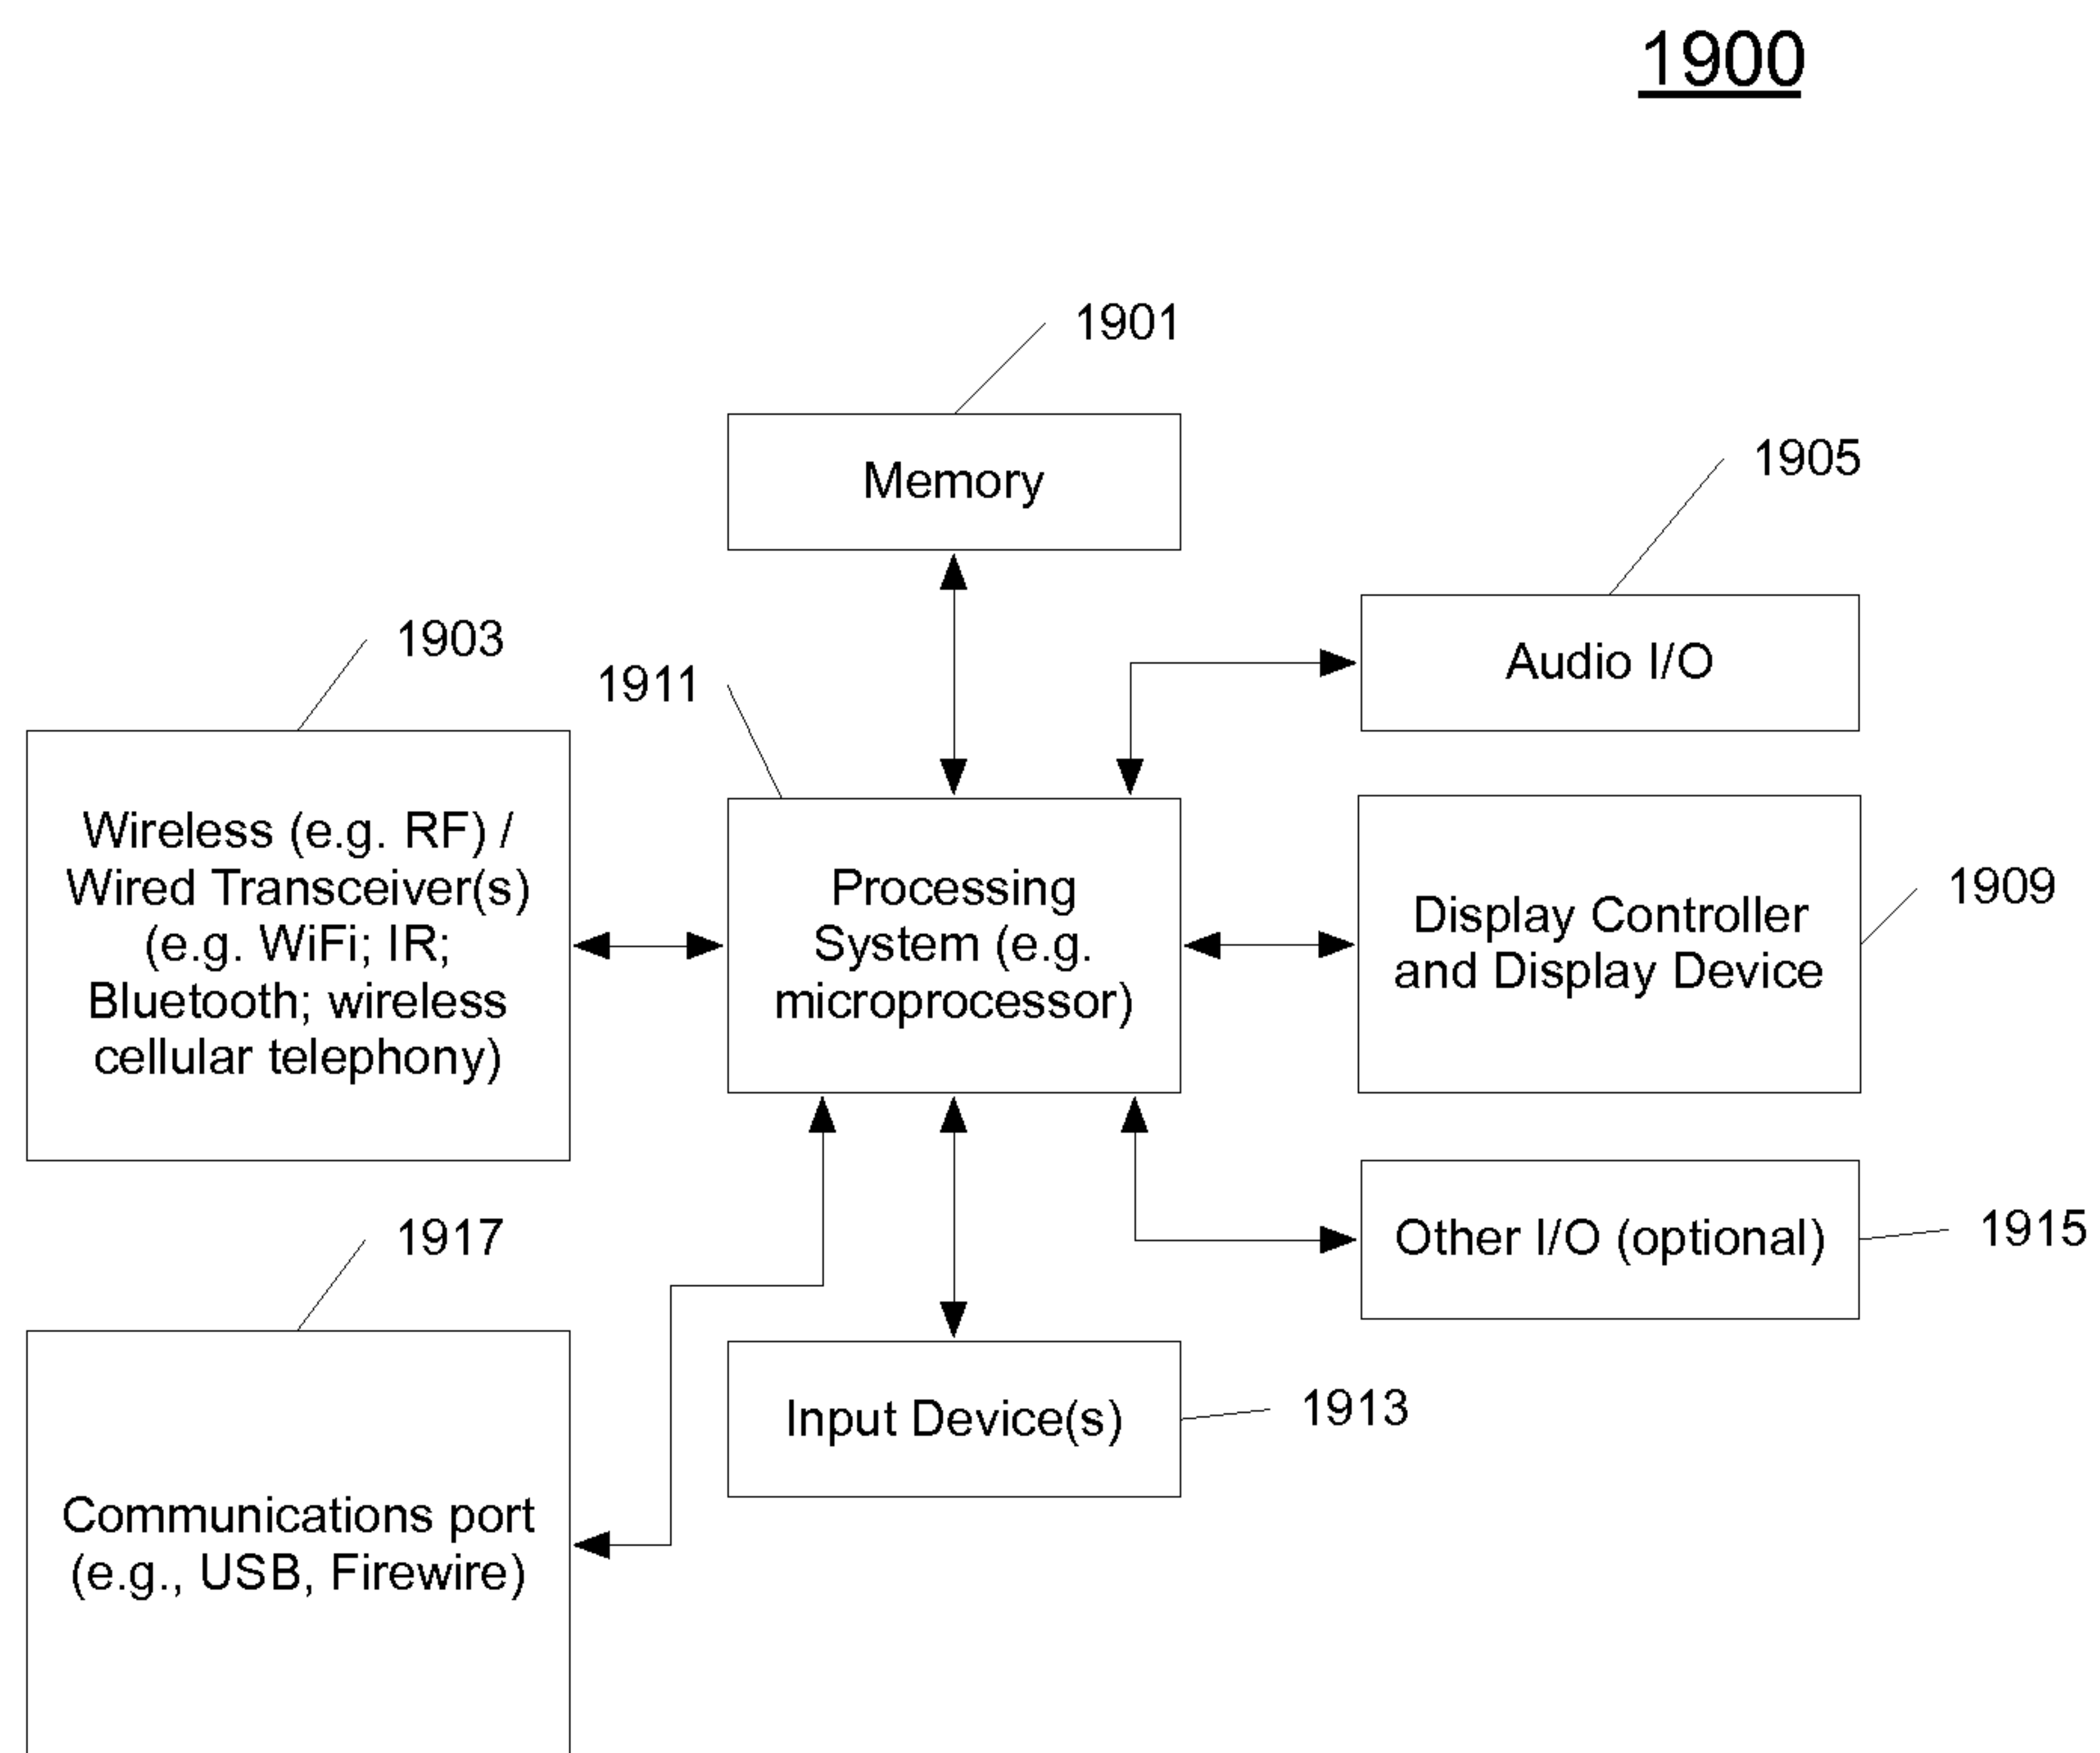 1900
1901
Memory
1905
Audio I/O
1903
1911
Wireless (e.g. RF) /
Wired Transceiver(s)
(e.g. WiFi; IR;
Bluetooth; wireless
cellular telephony)
Processing
System (e.g.
microprocessor)
1909
Display Controller
and Display Device
1917
Other I/O (optional)
1915
Input Device(s)
1913
Communications port
(e.g., USB, Firewire)